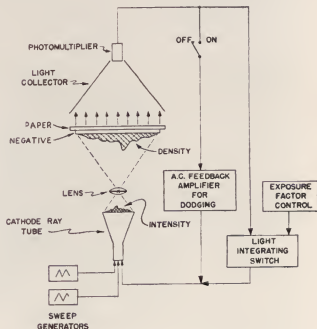 PHOTOMULTIPLIER
OFF
ON
LIGHT
COLLECTOR
PAPER
NEGATIVE
DENSITY
LENS
A.C. FEEDBACK
AMPLIFIER
FOR
DODGING
EXPOSURE
FACTOR
CONTROL
CATHODE RAY
TUBE
INTENSITY
LIGHT
INTEGRATING
SWITCH
SWEEP
GENERATORS